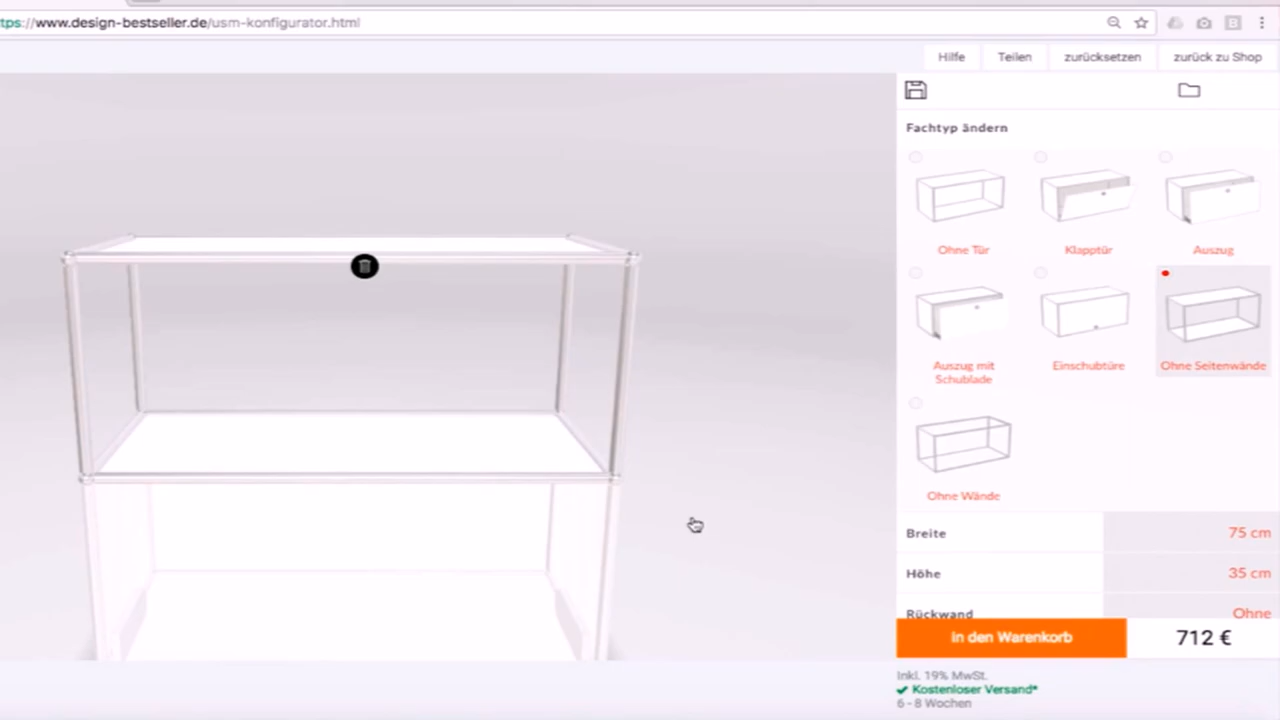 tps://www.design-bestseller.de/usm-konfigurator.html
Hilfe
Teilen
zurücksetzen
zurück zu Shop
Fachtyp ändern
Ohne Tür
Klapptür
Auszug
Auszug mit
Schublade
Einschubtüre
Ohne Seitenwände
Ohne Wände
Breite
75 cm
Höhe
35 cm
Rückwand
Ohne
in den Warenkorb
712 €
Inkl. 19% MwSt.
Kostenloser Versand*
6 - 8 Wochen